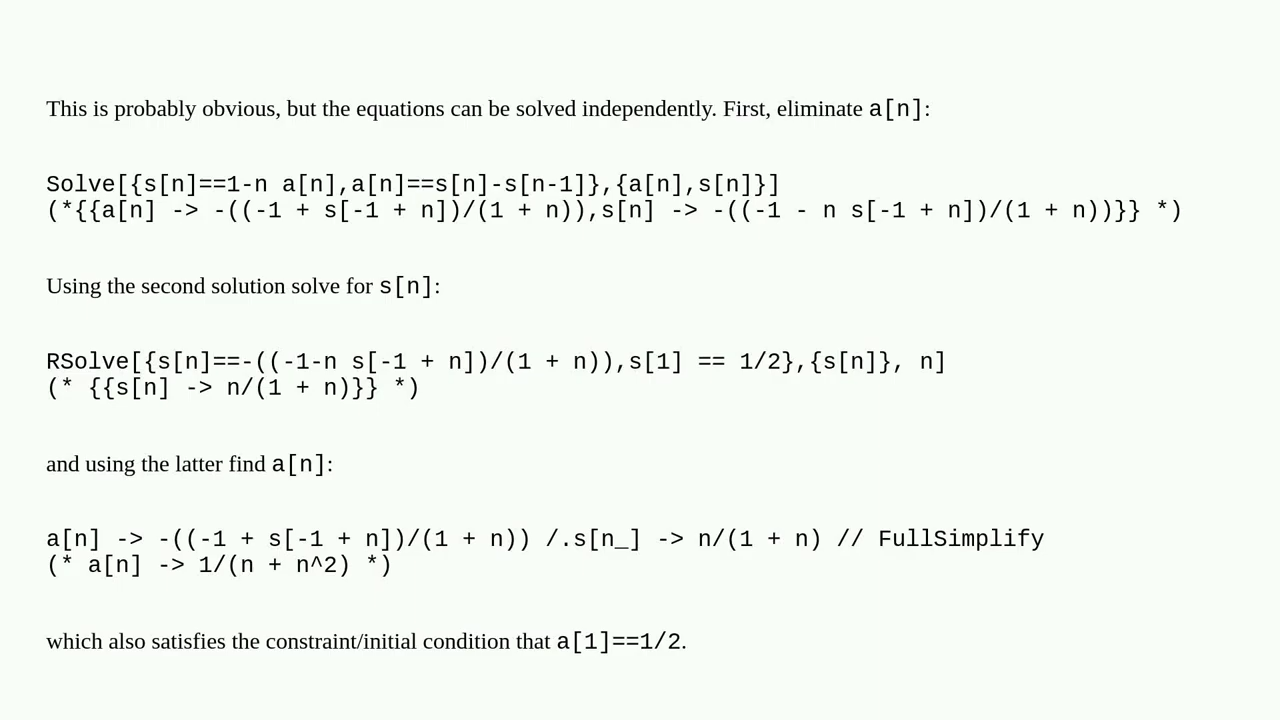 This is probably obvious, but the equations can be solved independently. First, eliminate a[n]:
Solve[{s[n]==1-n a[n],a[n]==s[n]-s[n-1]},{a[n],s[n]}]
(*{{a[n] -> -((-1 + s[-1 + n])/(1 + n)),s[n] -> -((-1 - n s[-1 + n])/(1 + n))}} *)
Using the second solution solve for s[n]:
RSolve[{s[n]==-((-1-n s[-1 + n])/(1 + n)),s[1] == 1/2},{s[n]}, n]
(* {{s[n] -> n/(1 + n)}} *)
and using the latter find a[n]:
a[n] -> -((-1 + s[-1 + n])/(1 + n)) /.s[n_] -> n/(1 + n) // FullSimplify
(* a[n] -> 1/(n + n^2) *)
which also satisfies the constraint/initial condition that a[1]==1/2.